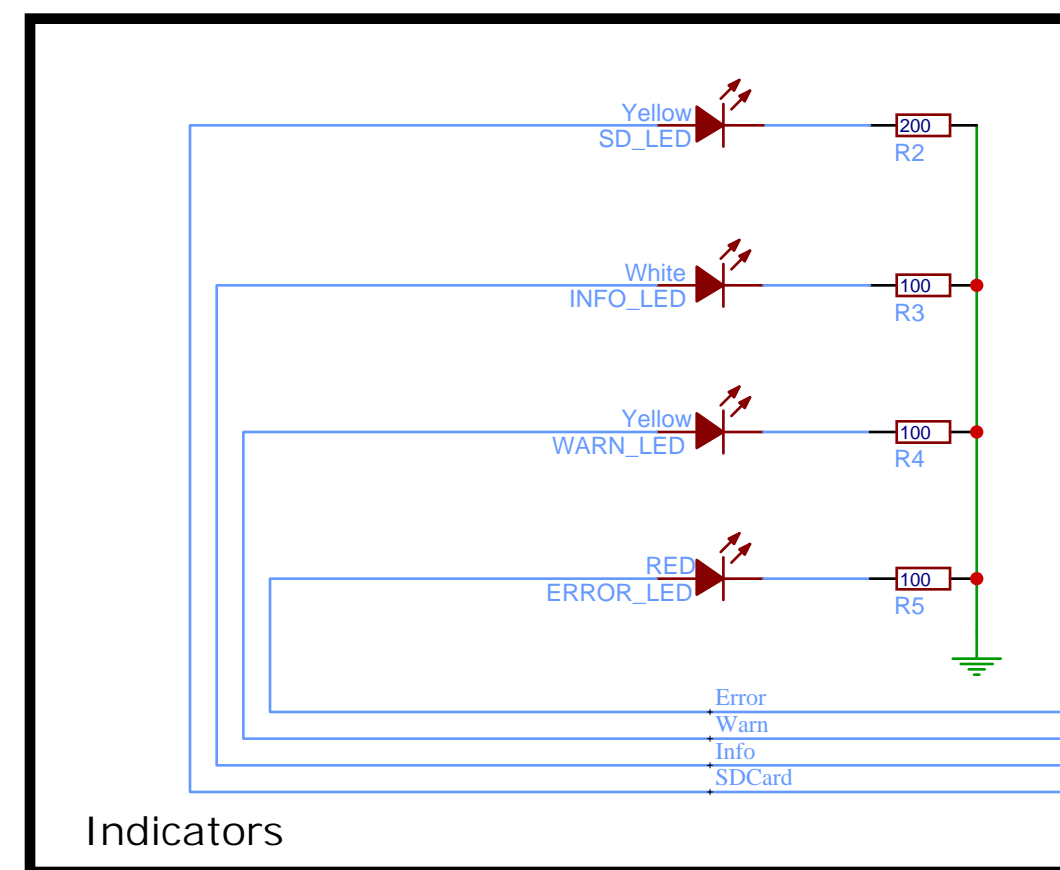 Yellow
SD_LED
200
R2
White
INFO_LED
100
R3
Yellow
WARN_LED
100
R4
RED
ERROR_LED
100
R5
Error
Warn
Info
SDCard
Indicators